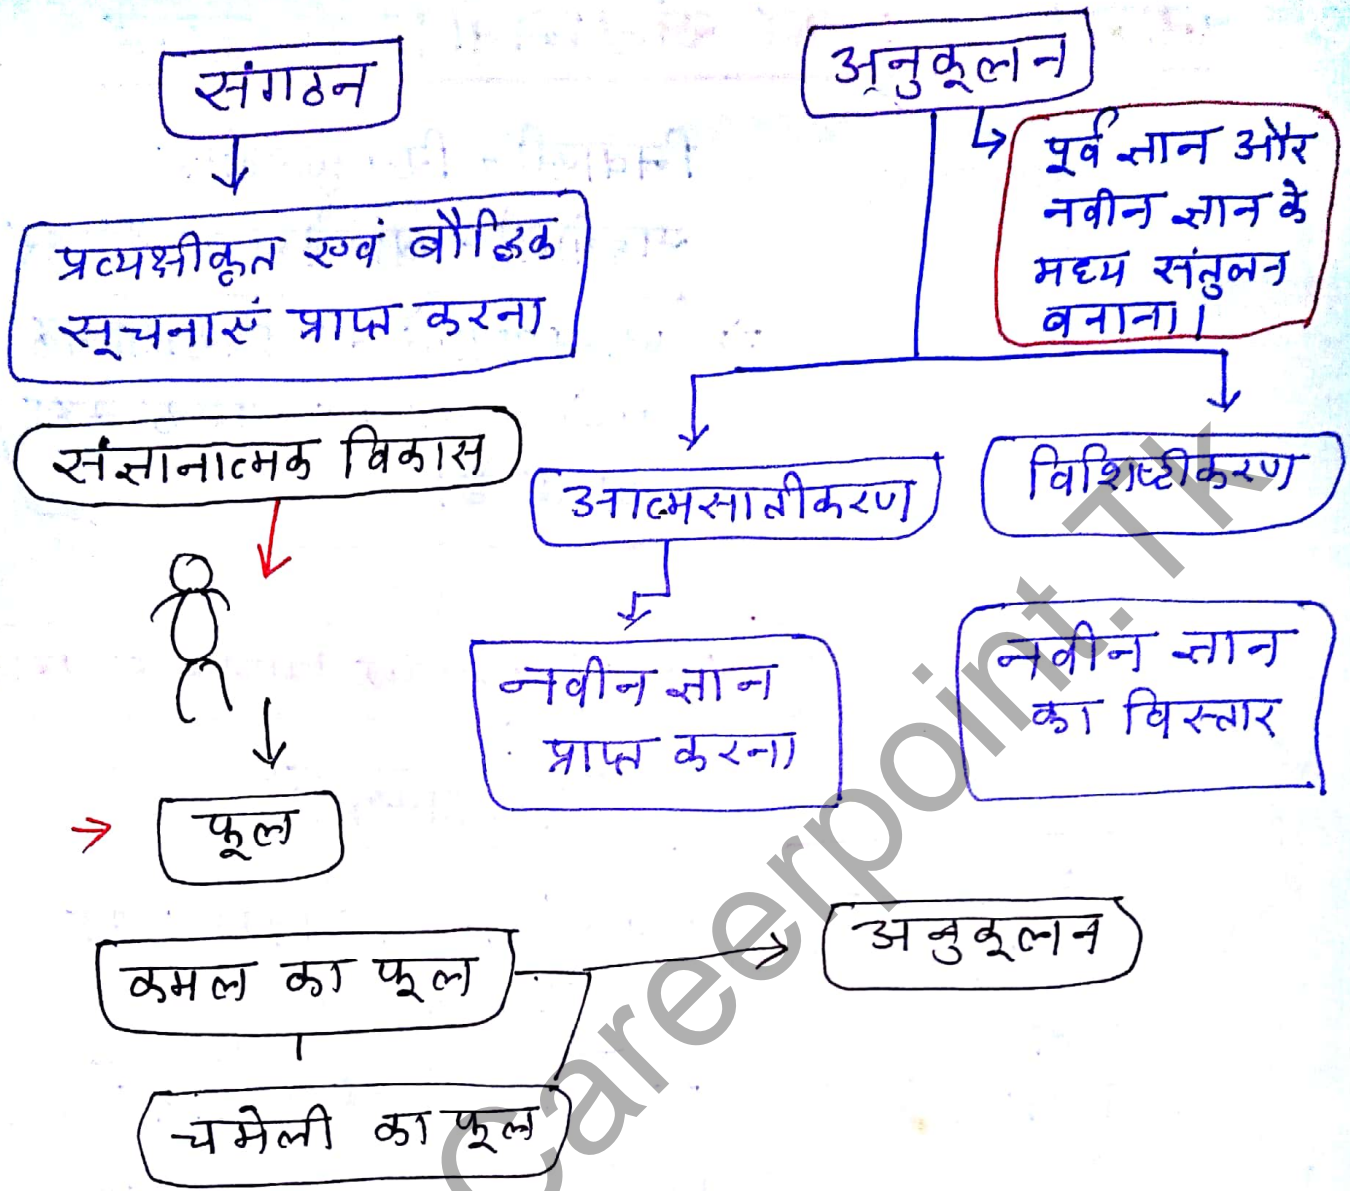 संगठन
प्रत्यक्षीकृत एवं बौद्धिक
सूचनाएं प्राप्त करना
अनुकूलन
पूर्व ज्ञान और
नवीन ज्ञान के
मध्य संतुलन
बनाना।
संज्ञानात्मक विकास
आत्मसातीकरण
विशिष्टीकरण
नवीन ज्ञान
प्राप्त करना
नवीन ज्ञान
का विस्तार
फूल
कमल का फूल
अनुकूलन
चमेली का फूल
Careerpoint.Tk